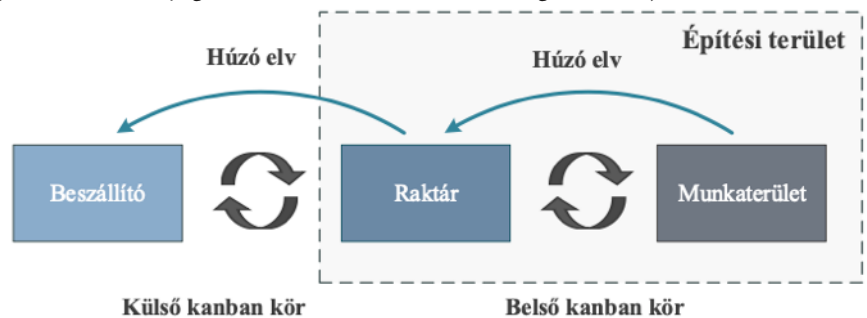 Építési terület
Húzó elv
Húzó elv
Beszállító
Raktár
Munkaterület
Külső kanban kör
Belső kanban kör